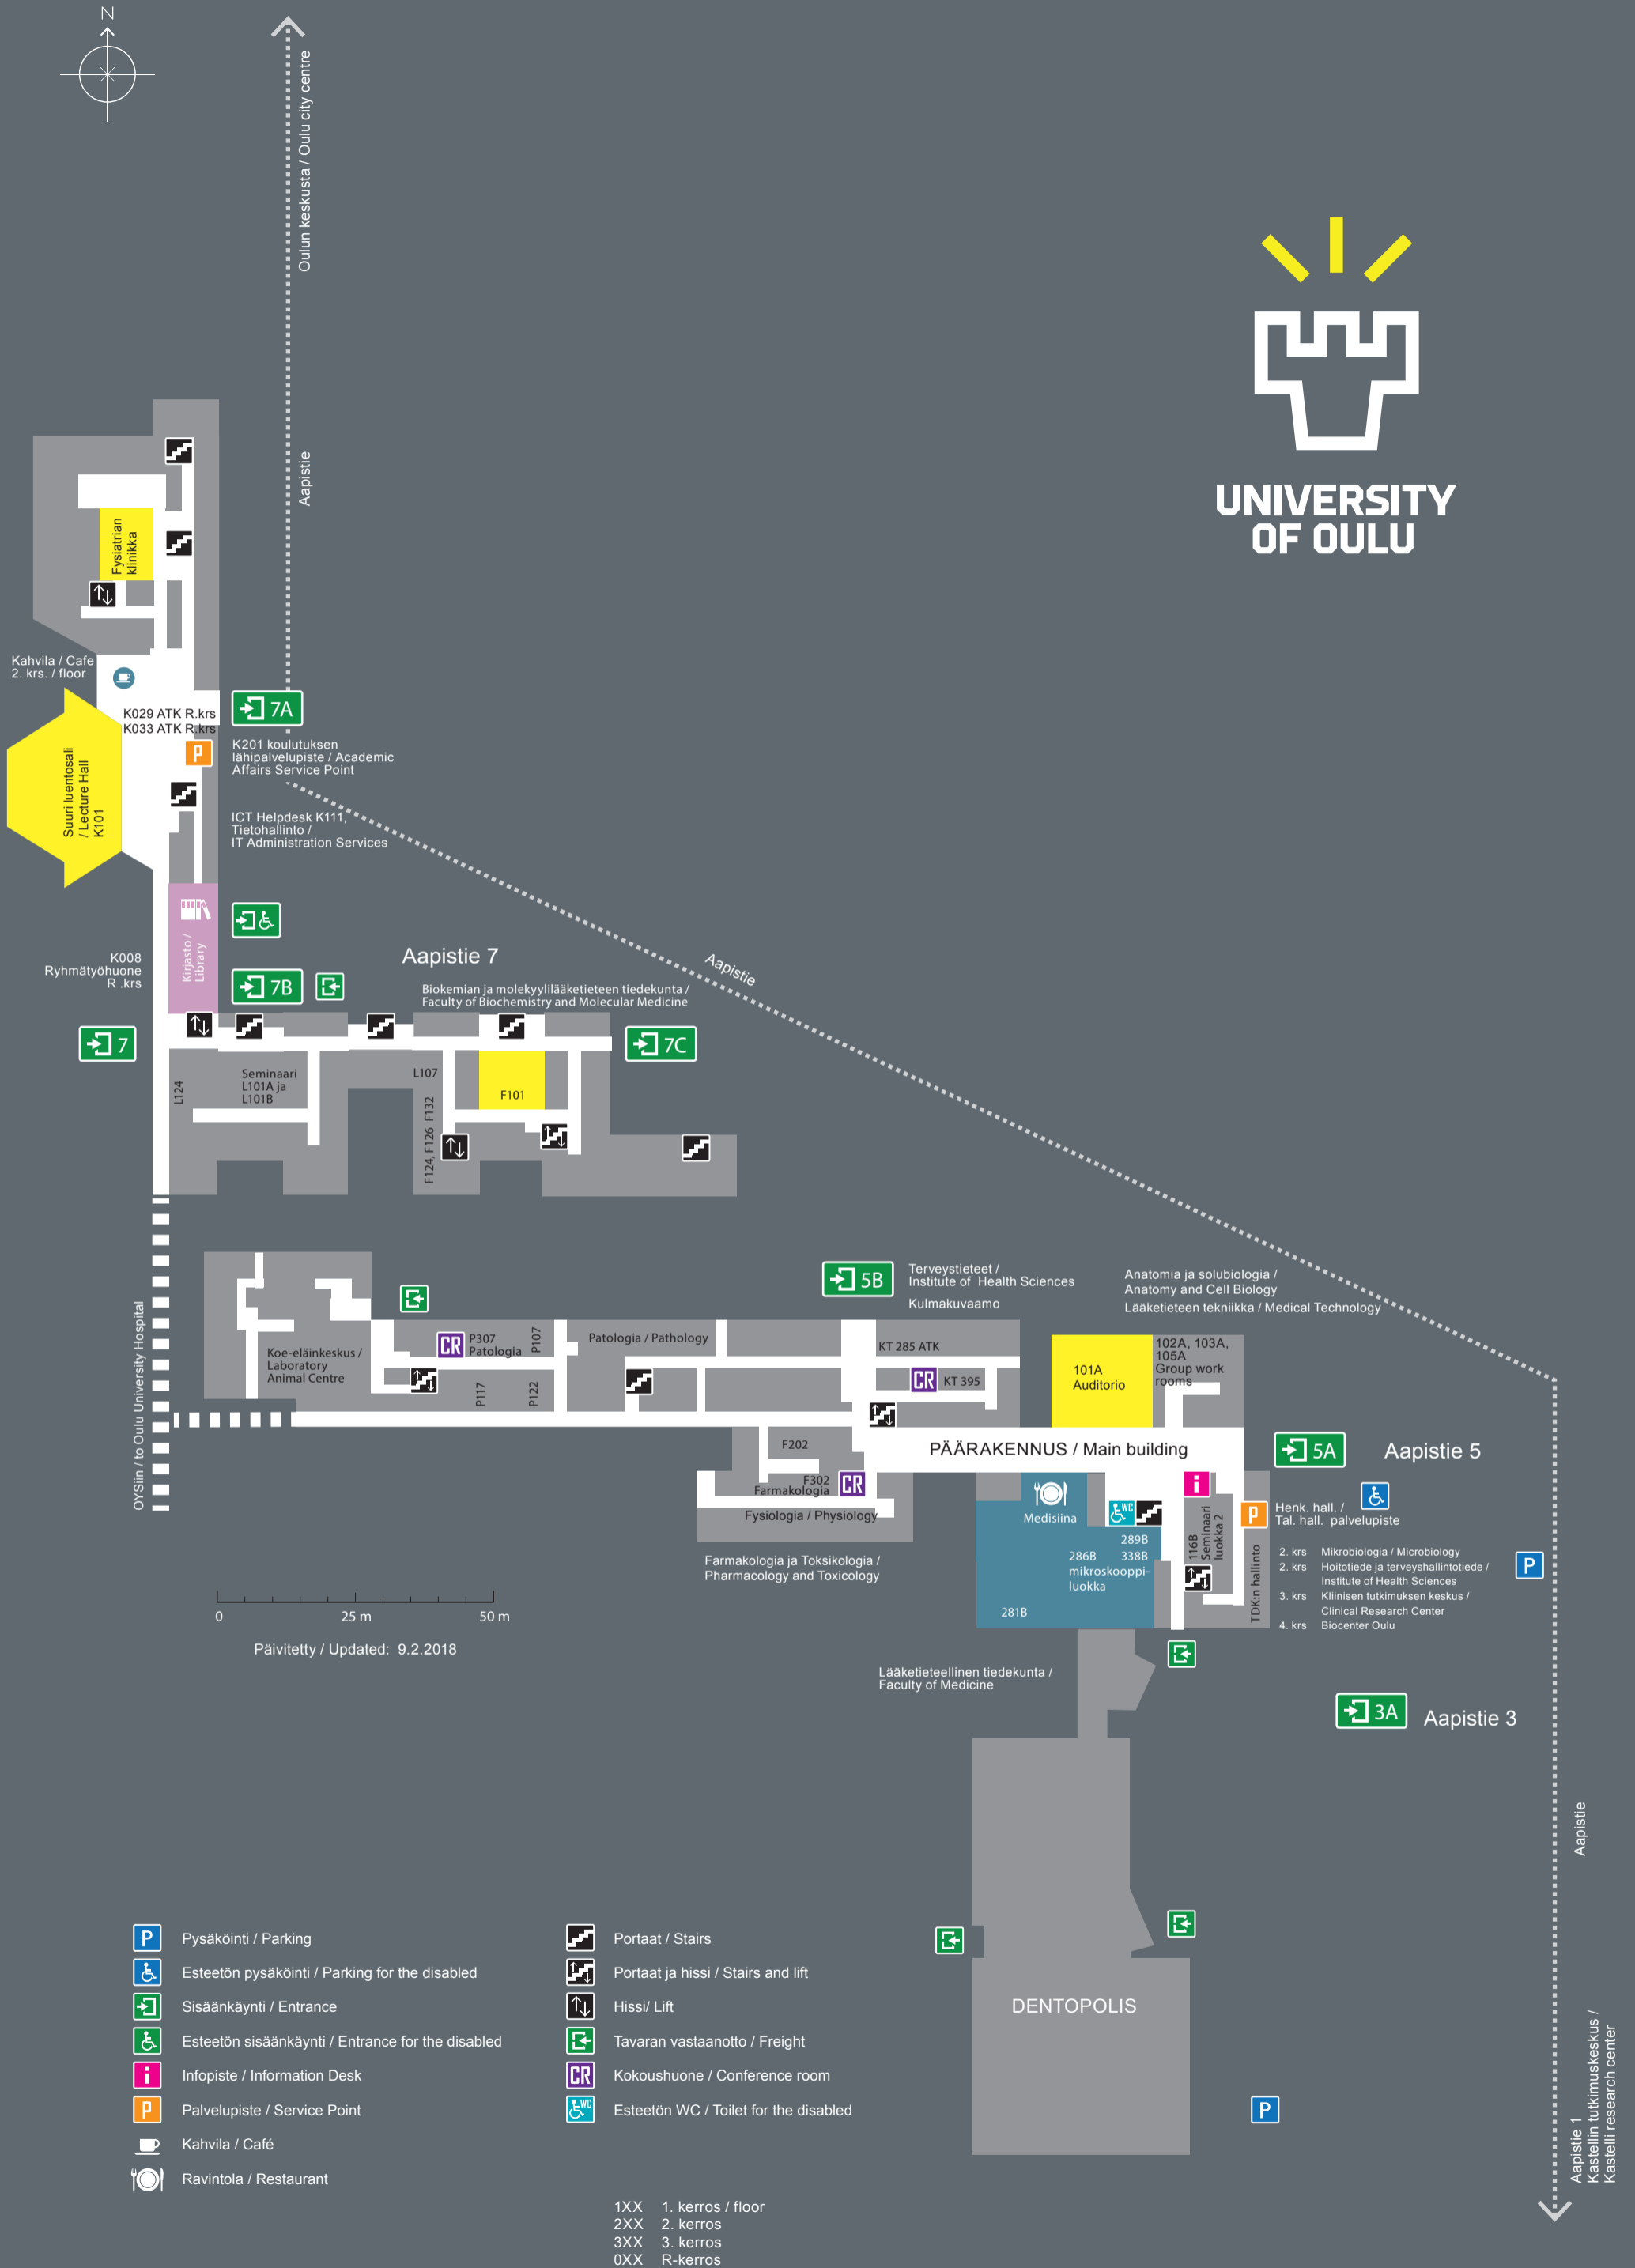 N
Oulun keskusta / Oulu city centre
Aapistie
UNIVERSITY
OF OULU
Fysiatrian
klinikka
Kahvila / Cafe
2. krs. / floor
K029 ATK R.krs
K033 ATK R.krs
7A
P
K201 koulutuksen
lähipalvelupiste / Academic
Affairs Service Point
Suuri luentosali
/ Lecture Hall
K101
ICT Helpdesk K111,
Tietohallinto /
IT Administration Services
Kirjasto /
Library
K008
Ryhmätyöhuone
R .krs
7B
Aapistie 7
Aapistie
Biokemian ja molekyylilääketieteen tiedekunta /
Faculty of Biochemistry and Molecular Medicine
7
7C
L124
Seminaari
L101A ja
L101B
L107
F124, F126 F132
F101
OYSiin / to Oulu University Hospital
5B
Terveystieteet /
Institute of Health Sciences
Kulmakuvaamo
Anatomia ja solubiologia /
Anatomy and Cell Biology
Lääketieteen tekniikka / Medical Technology
Koe-eläinkeskus /
Laboratory
Animal Centre
CR
P307
Patologia
P107
Patologia / Pathology
P117
P122
KT 285 ATK
CR
KT 395
101A
Auditorio
102A, 103A,
105A
Group work
rooms
PÄÄRAKENNUS / Main building
5A
Aapistie 5
F202
F302
Farmakologia
CR
Fysiologia / Physiology
Farmakologia ja Toksikologia /
Pharmacology and Toxicology
Medisiina
WC
i
289B
286B 338B
mikroskooppi-
luokka
281B
116B
Seminaari
luokka 2
P
TDK:n hallinto
Henk. hall. /
Tal. hall. palvelupiste
2. krs Mikrobiologia / Microbiology
2. krs Hoitotiede ja terveyshallintotiede /
Institute of Health Sciences
3. krs Kliinisen tutkimuksen keskus /
Clinical Research Center
4. krs Biocenter Oulu
P
0 25 m 50 m
Päivitetty / Updated: 9.2.2018
Lääketieteellinen tiedekunta /
Faculty of Medicine
3A
Aapistie 3
Aapistie
DENTOPOLIS
P
Aapistie 1
Kastellin tutkimuskeskus /
Kastelli research center
P Pysäköinti / Parking
Esteetön pysäköinti / Parking for the disabled
Sisäänkäynti / Entrance
Esteetön sisäänkäynti / Entrance for the disabled
i Infopiste / Information Desk
P Palvelupiste / Service Point
Kahvila / Café
Ravintola / Restaurant
Portaat / Stairs
Portaat ja hissi / Stairs and lift
Hissi/ Lift
Tavaran vastaanotto / Freight
CR Kokoushuone / Conference room
WC Esteetön WC / Toilet for the disabled
1XX 1. kerros / floor
2XX 2. kerros
3XX 3. kerros
0XX R-kerros